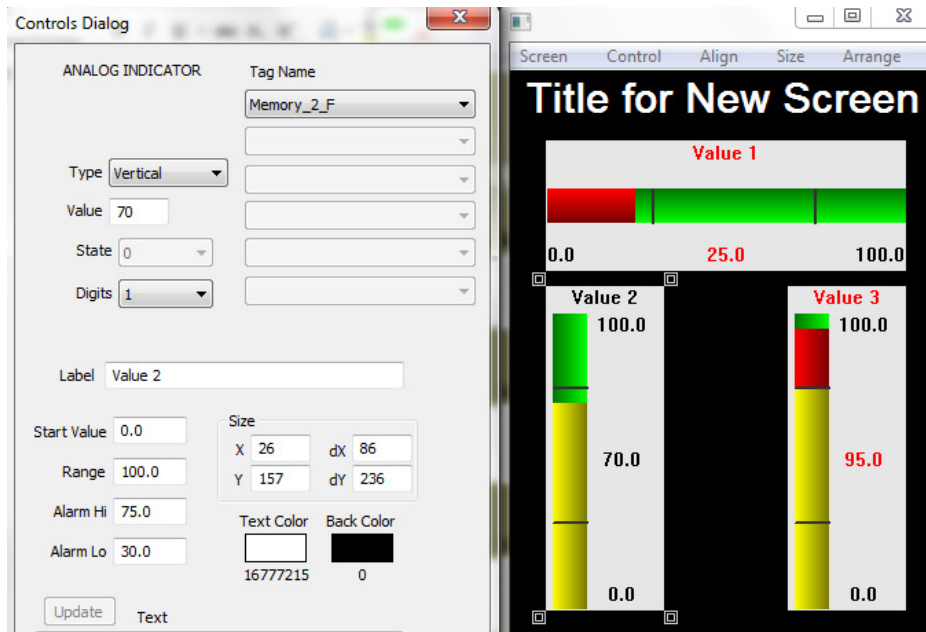 Controls Dialog
ANALOG INDICATOR
Tag Name
Memory_2_F
Type Vertical
Value 70
State 0
Digits 1
Label Value 2
Start Value 0.0
Range 100.0
Alarm Hi 75.0
Alarm Lo 30.0
Size
X 26 dX 86
Y 157 dY 236
Text Color Back Color
16777215 0
Update Text
Screen Control Align Size Arrange
Title for New Screen
Value 1
0.0 25.0 100.0
Value 2
100.0
70.0
0.0
Value 3
100.0
95.0
0.0